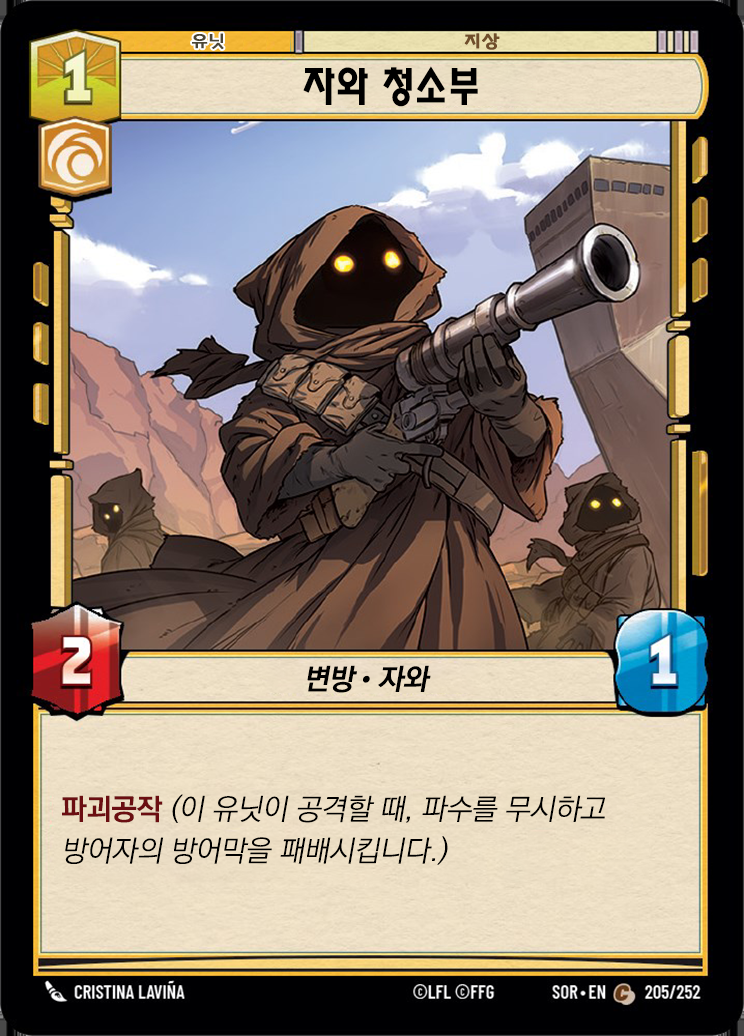 유닛
지상
1
자와 청소부
2
변방 • 자와
1
파괴공작 (이 유닛이 공격할 때, 파수를 무시하고
방어자의 방어막을 패배시킵니다.)
CRISTINA LAVIÑA
©LFL ©FFG
SOR • EN C 205/252